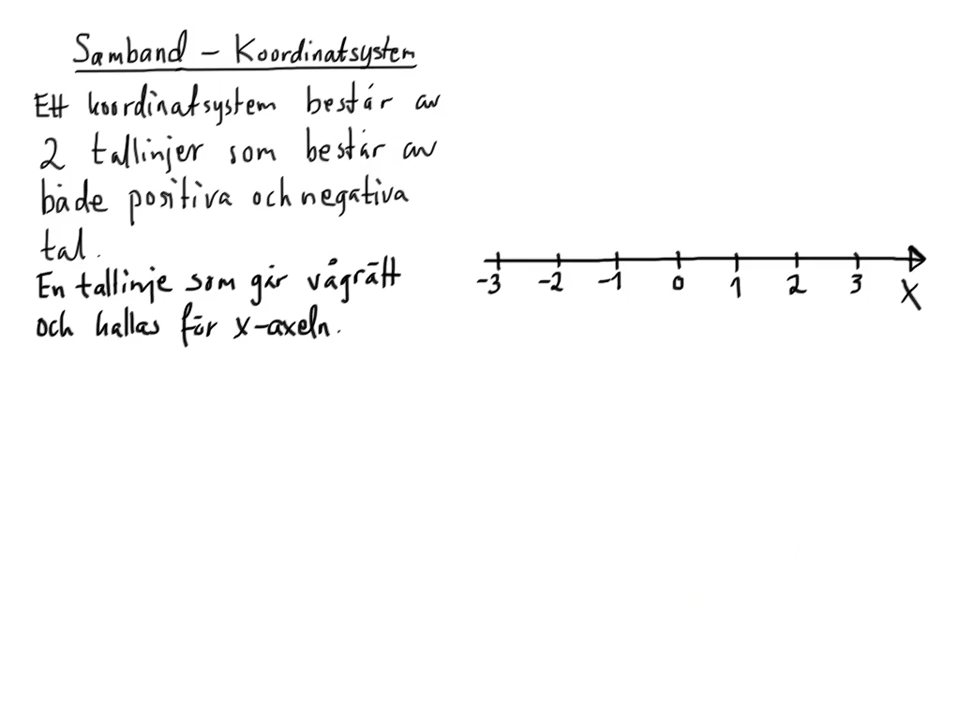 Samband - Koordinatsystem
Ett koordinatsystem består av
2 tallinjer som består av
både positiva och negativa
tal.
En tallinje som går vågrätt
och kallas för x-axeln.
-3 -2 -1 0 1 2 3 X